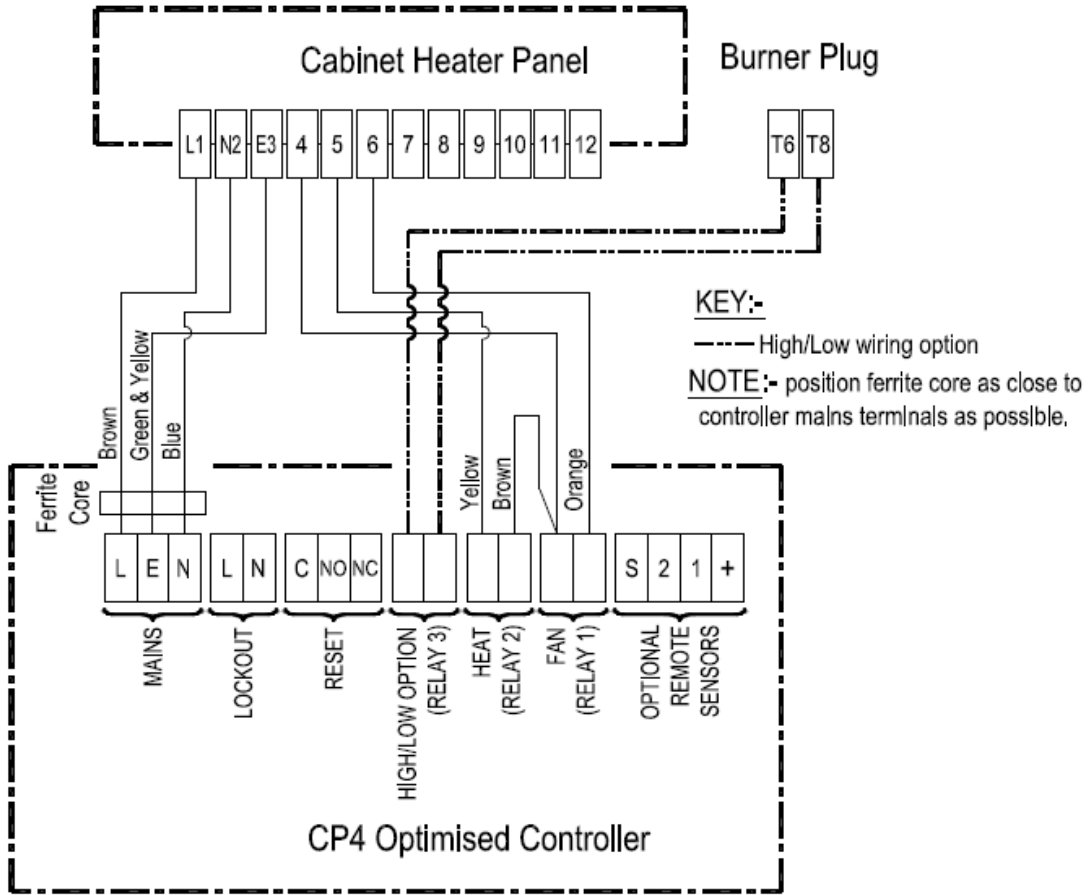 Cabinet Heater Panel
Burner Plug
L1 N2 E3 4 5 6 7 8 9 10 11 12
T6 T8
KEY:-
High/Low wiring option
NOTE:- position ferrite core as close to
controller mains terminals as possible.
Brown
Green & Yellow
Blue
Yellow
Brown
Orange
Ferrite
Core
L E N
L N
C NO NC
S 2 1 +
MAINS
LOCKOUT
RESET
HIGH/LOW OPTION
(RELAY 3)
HEAT
(RELAY 2)
FAN
(RELAY 1)
OPTIONAL
REMOTE
SENSORS
CP4 Optimised Controller